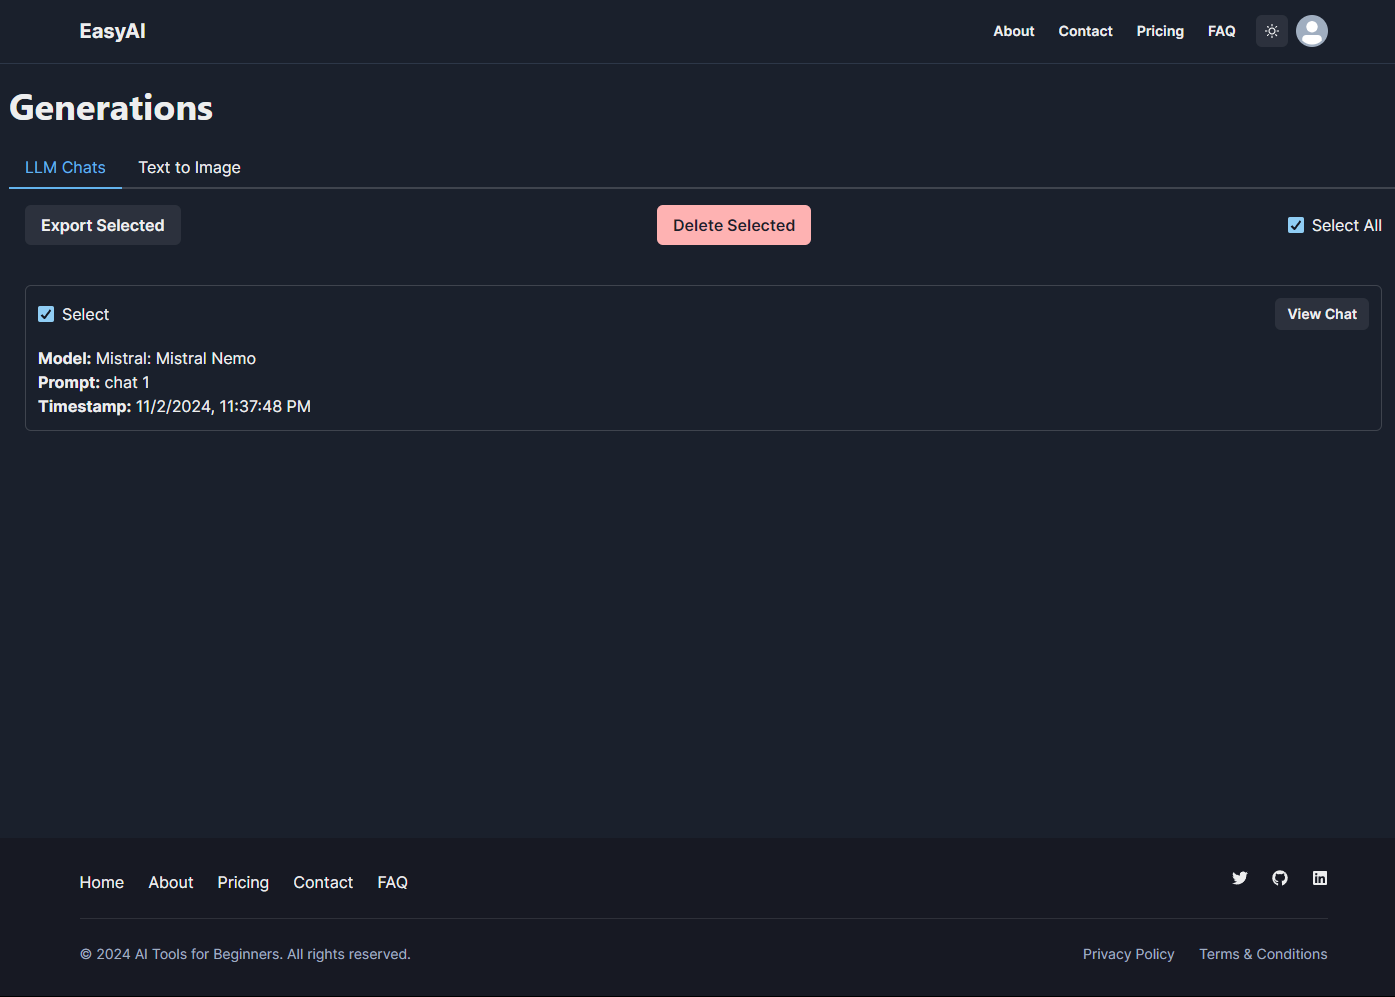 EasyAI
About Contact Pricing FAQ
Generations
LLM Chats Text to Image
Export Selected Delete Selected Select All
Select View Chat
Model: Mistral: Mistral Nemo
Prompt: chat 1
Timestamp: 11/2/2024, 11:37:48 PM
Home About Pricing Contact FAQ
© 2024 AI Tools for Beginners. All rights reserved. Privacy Policy Terms & Conditions